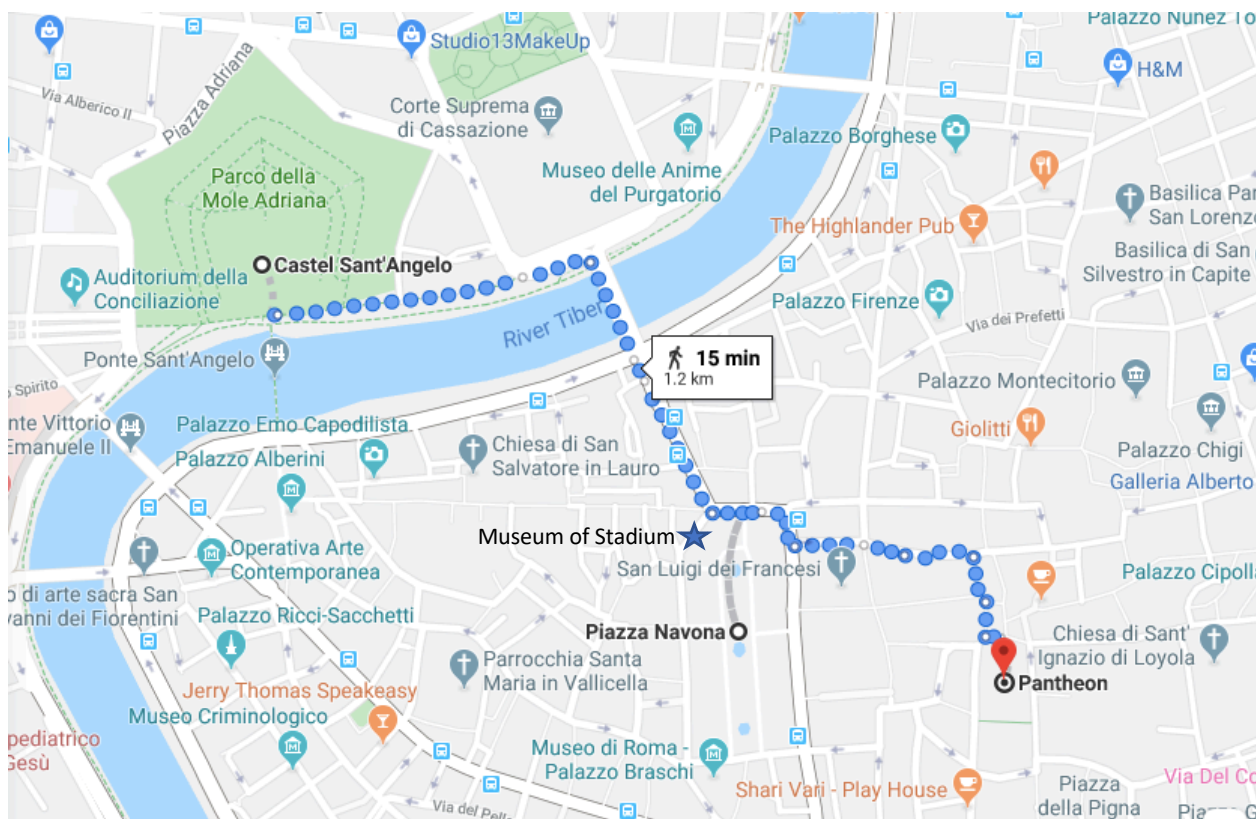 Palazzo Nunez To
Studio13MakeUp
H&M
Via Alberico II
Piazza Adriana
Corte Suprema
di Cassazione
Palazzo Borghese
Museo delle Anime
del Purgatorio
Parco della
Mole Adriana
Basilica Par
San Lorenzo
The Highlander Pub
Basilica di San
Silvestro in Capite
Castel Sant'Angelo
Auditorium della
Conciliazione
Palazzo Firenze
River Tiber
Via dei Prefetti
Ponte Sant'Angelo
15 min
1.2 km
Spirito
Palazzo Montecitorio
nte Vittorio
Emanuele II
Palazzo Emo Capodilista
Giolitti
Chiesa di San
Salvatore in Lauro
Palazzo Chigi
Palazzo Alberini
Galleria Alberto
Museum of Stadium
Operativa Arte
Contemporanea
San Luigi dei Francesi
Palazzo Cipolla
o di arte sacra San
vanni dei Fiorentini
Palazzo Ricci-Sacchetti
Piazza Navona
Chiesa di Sant'
Ignazio di Loyola
Parrocchia Santa
Maria in Vallicella
Pantheon
Jerry Thomas Speakeasy
Museo Criminologico
pediatrico
Gesù
Museo di Roma -
Palazzo Braschi
Via Del Co
Shari Vari - Play House
Piazza
della Pigna
Via del Pelle